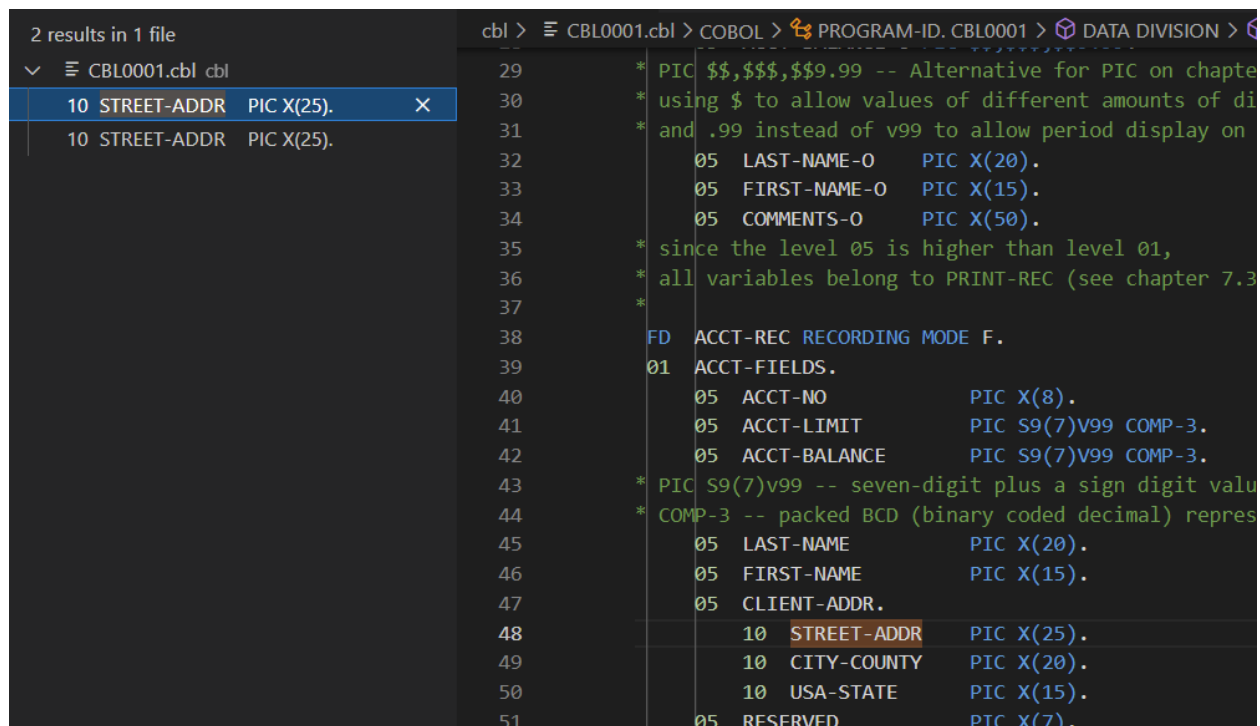 2 results in 1 file
CBL0001.cbl cbl
10 STREET-ADDR PIC X(25).
10 STREET-ADDR PIC X(25).
cbl > CBL0001.cbl > COBOL > PROGRAM-ID. CBL0001 > DATA DIVISION >
29 * PIC $$,$$$,$$9.99 -- Alternative for PIC on chapte
30 * using $ to allow values of different amounts of di
31 * and .99 instead of v99 to allow period display on
32 05 LAST-NAME-O PIC X(20).
33 05 FIRST-NAME-O PIC X(15).
34 05 COMMENTS-O PIC X(50).
35 * since the level 05 is higher than level 01,
36 * all variables belong to PRINT-REC (see chapter 7.3
37 *
38 FD ACCT-REC RECORDING MODE F.
39 01 ACCT-FIELDS.
40 05 ACCT-NO PIC X(8).
41 05 ACCT-LIMIT PIC S9(7)V99 COMP-3.
42 05 ACCT-BALANCE PIC S9(7)V99 COMP-3.
43 * PIC S9(7)v99 -- seven-digit plus a sign digit valu
44 * COMP-3 -- packed BCD (binary coded decimal) repres
45 05 LAST-NAME PIC X(20).
46 05 FIRST-NAME PIC X(15).
47 05 CLIENT-ADDR.
48 10 STREET-ADDR PIC X(25).
49 10 CITY-COUNTY PIC X(20).
50 10 USA-STATE PIC X(15).
51 05 RESERVED PIC X(7).